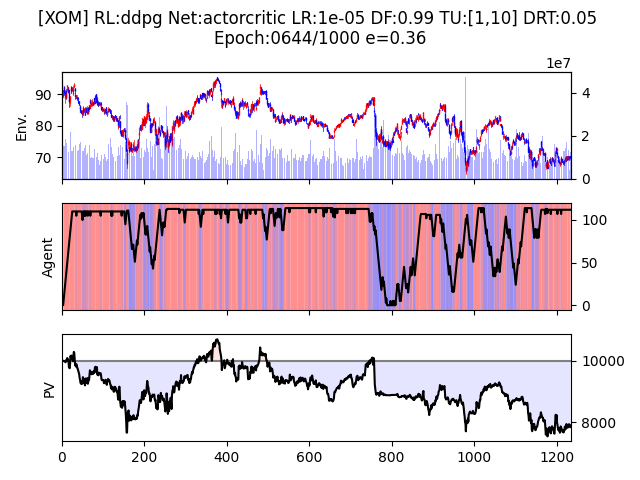 [XOM] RL:ddpg Net:actorcritic LR:1e-05 DF:0.99 TU:[1,10] DRT:0.05
Epoch:0644/1000 e=0.36
1e7
Env.
90
80
70
4
2
0
Agent
100
50
0
PV
10000
8000
0 200 400 600 800 1000 1200